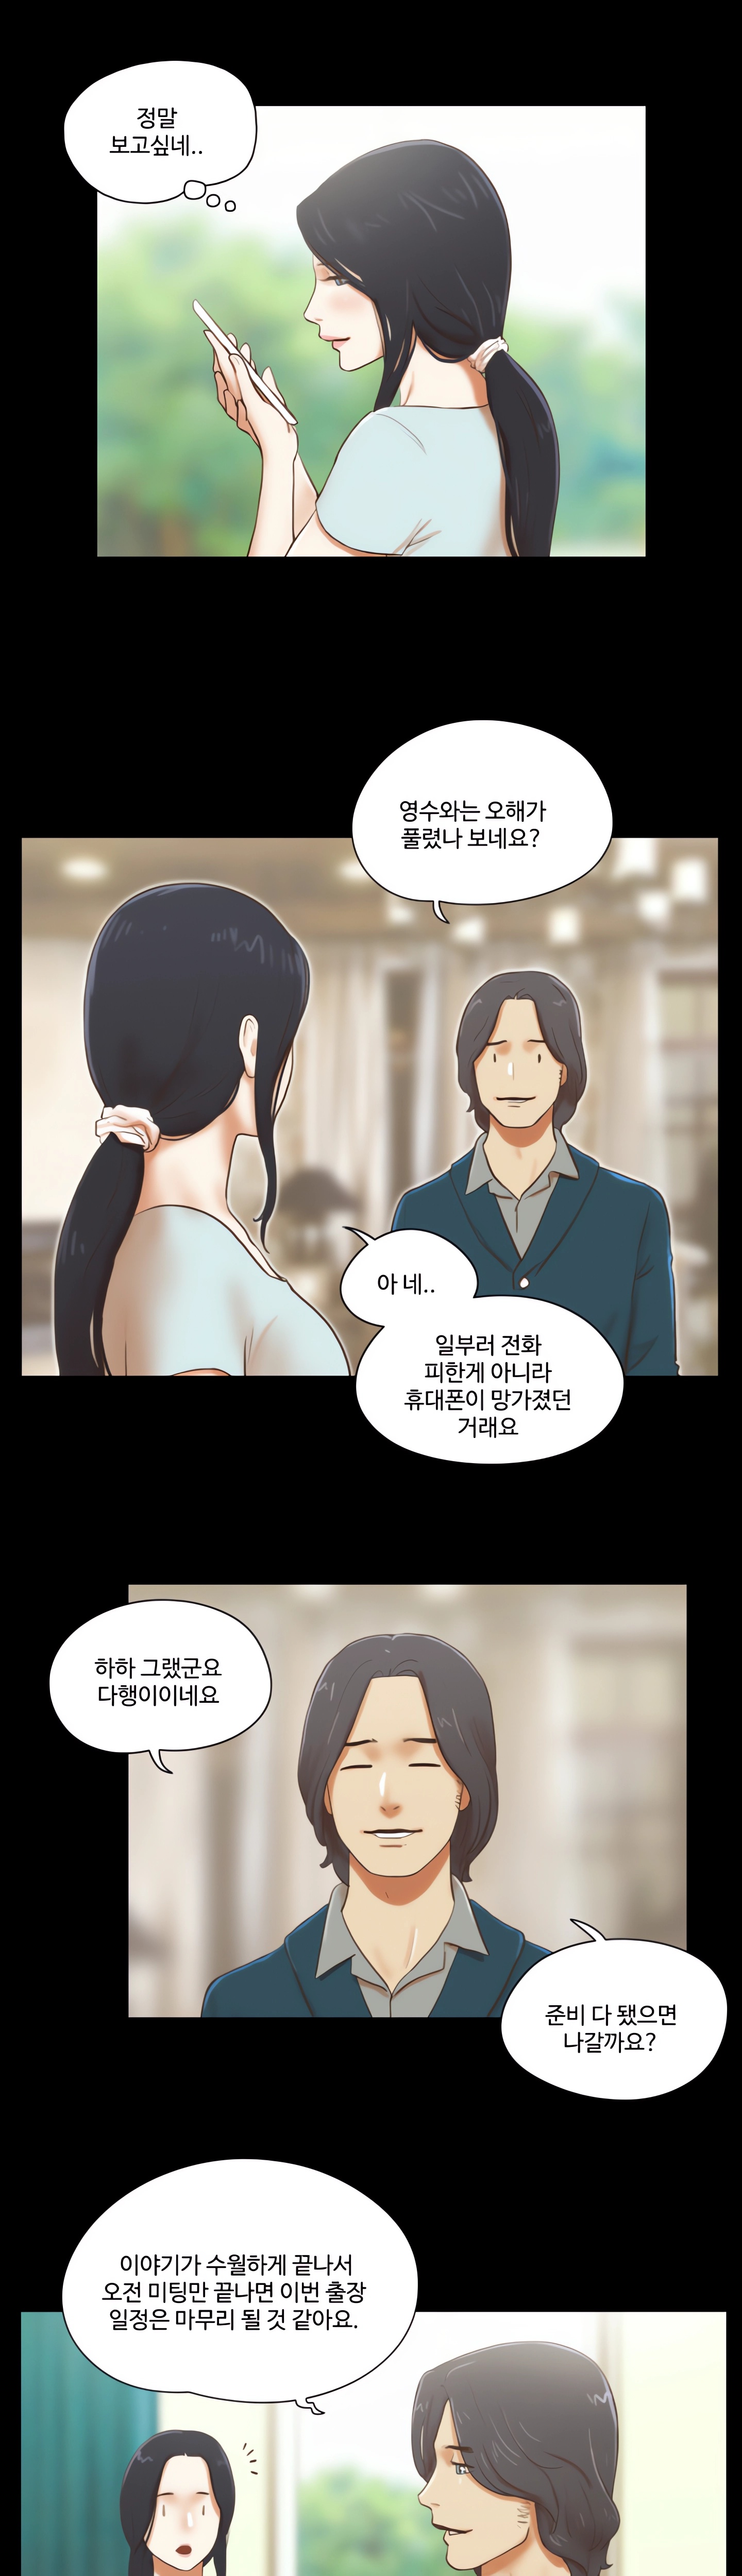 정말
보고싶네..
영수와는 오해가
풀렸나 보네요?
아 네..
일부러 전화
피한게 아니라
휴대폰이 망가졌던
거래요
하하 그랬군요
다행이이네요
준비 다 됐으면
나갈까요?
이야기가 수월하게 끝나서
오전 미팅만 끝나면 이번 출장
일정은 마무리 될 것 같아요.